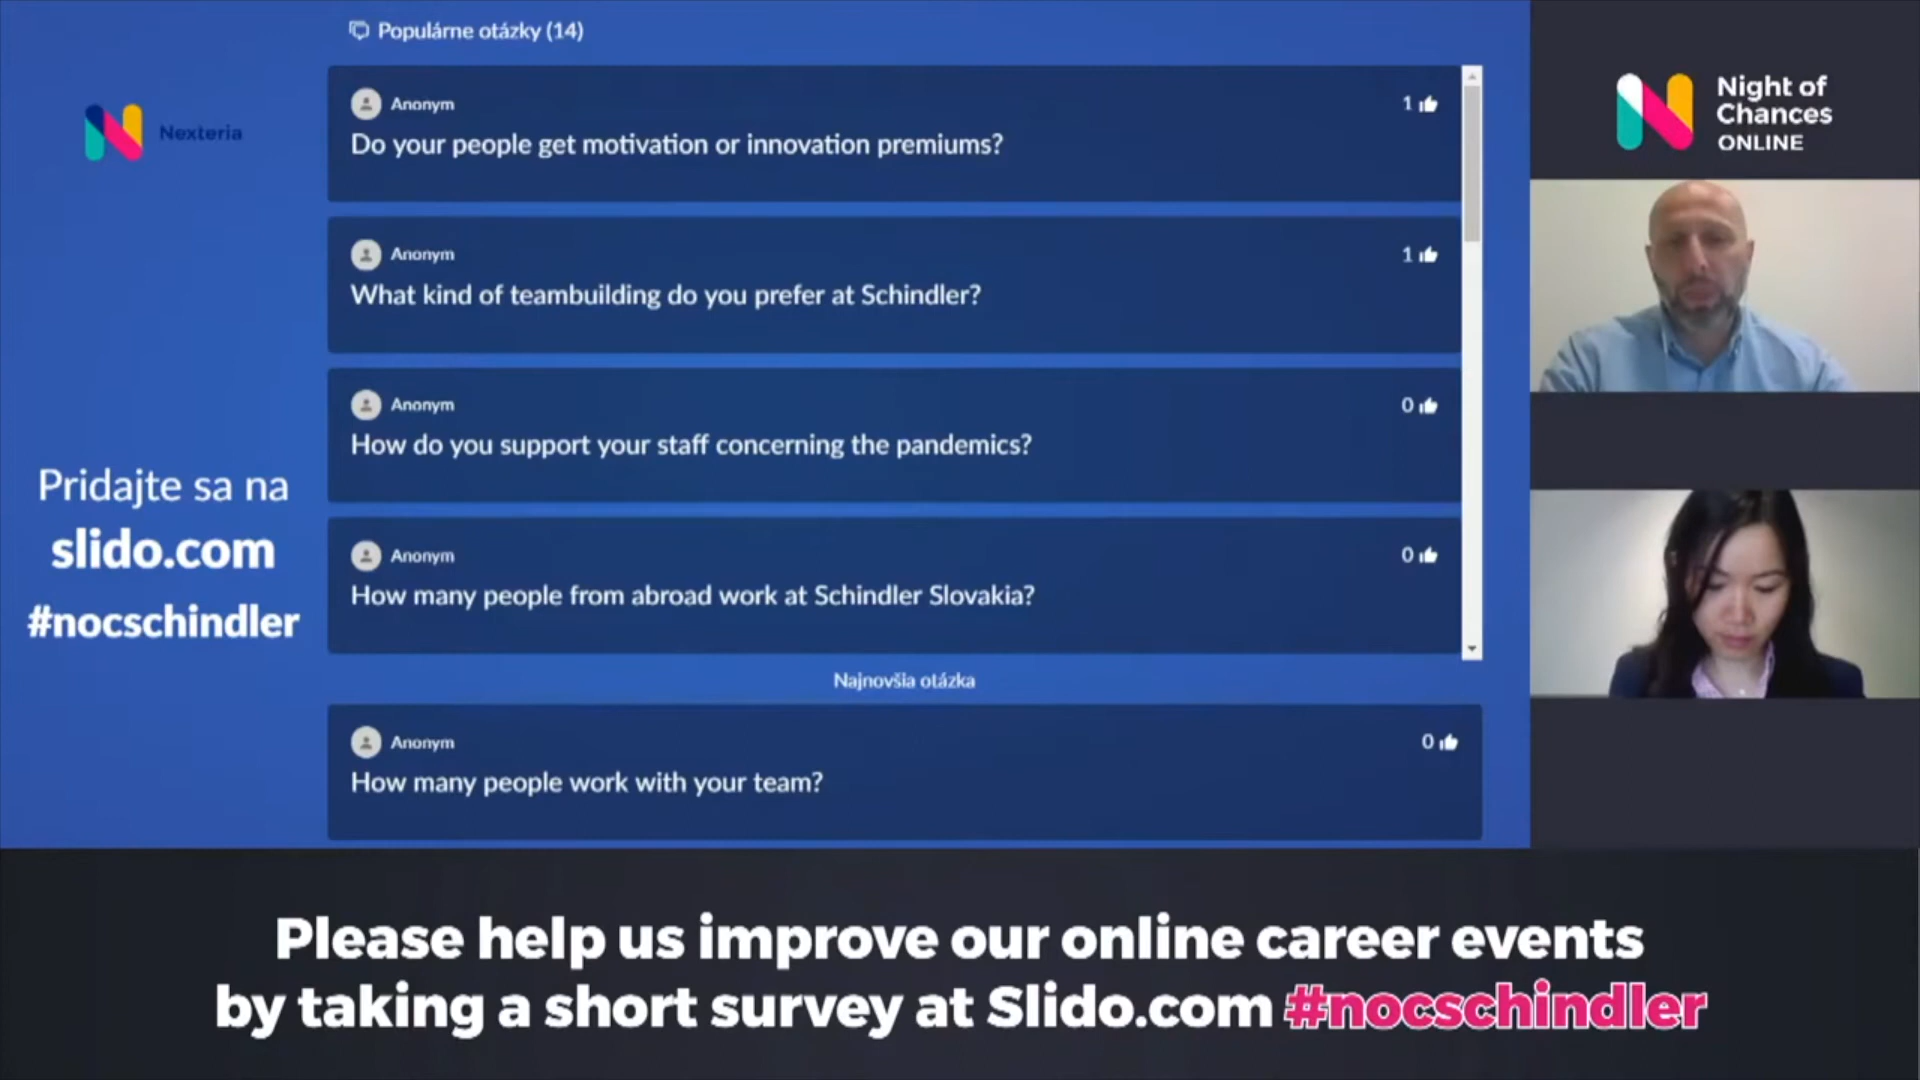 Populárne otázky (14)
Nexteria
Anonym
1
Do your people get motivation or innovation premiums?
Anonym
1
What kind of teambuilding do you prefer at Schindler?
Anonym
0
How do you support your staff concerning the pandemics?
Anonym
0
How many people from abroad work at Schindler Slovakia?
Najnovšia otázka
Anonym
0
How many people work with your team?
Pridajte sa na
slido.com
#nocschindler
Night of
Chances
ONLINE
Please help us improve our online career events
by taking a short survey at Slido.com #nocschindler